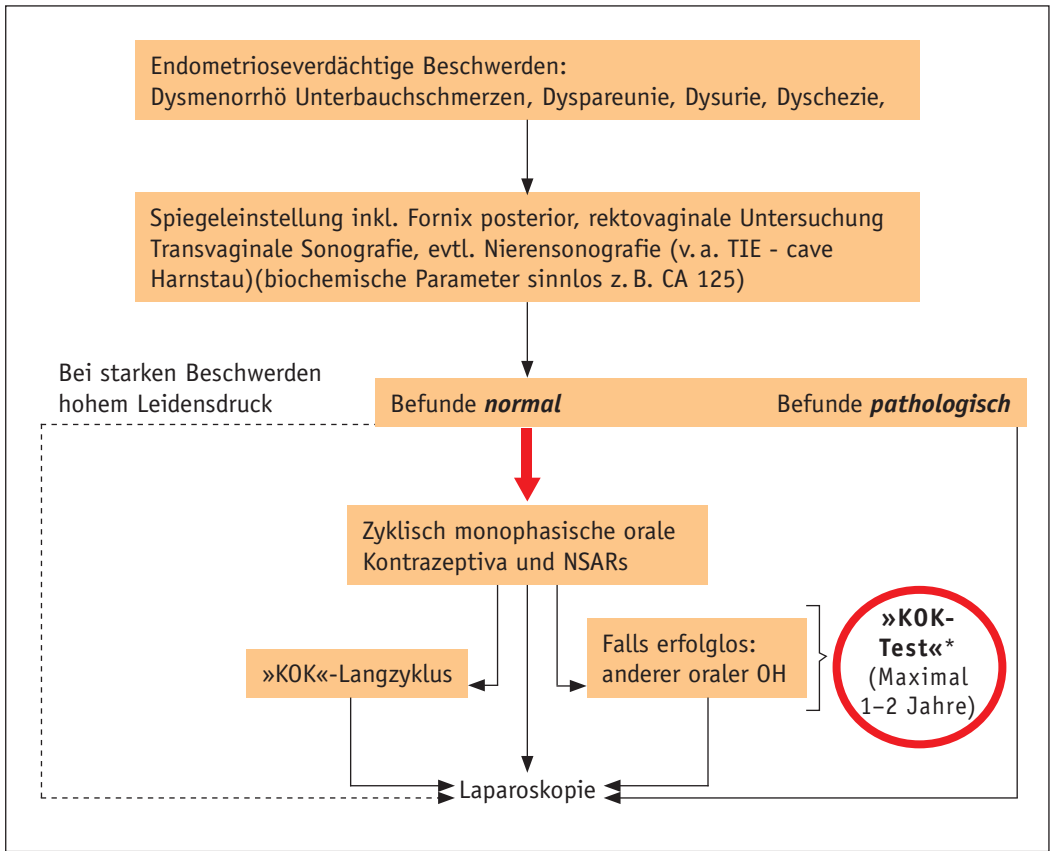 Endometrioseverdächtige Beschwerden:
Dysmenorrhö Unterbauchschmerzen, Dyspareunie, Dysurie, Dyschezie,
Spiegeleinstellung inkl. Fornix posterior, rektovaginale Untersuchung
Transvaginale Sonografie, evtl. Nierensonografie (v. a. TIE - cave
Harnstau)(biochemische Parameter sinnlos z. B. CA 125)
Bei starken Beschwerden
hohem Leidensdruck
Befunde normal
Befunde pathologisch
Zyklisch monophasische orale
Kontrazeptiva und NSARs
»KOK«-Langzyklus
Falls erfolglos:
anderer oraler OH
»KOK-
Test«*
(Maximal
1–2 Jahre)
Laparoskopie